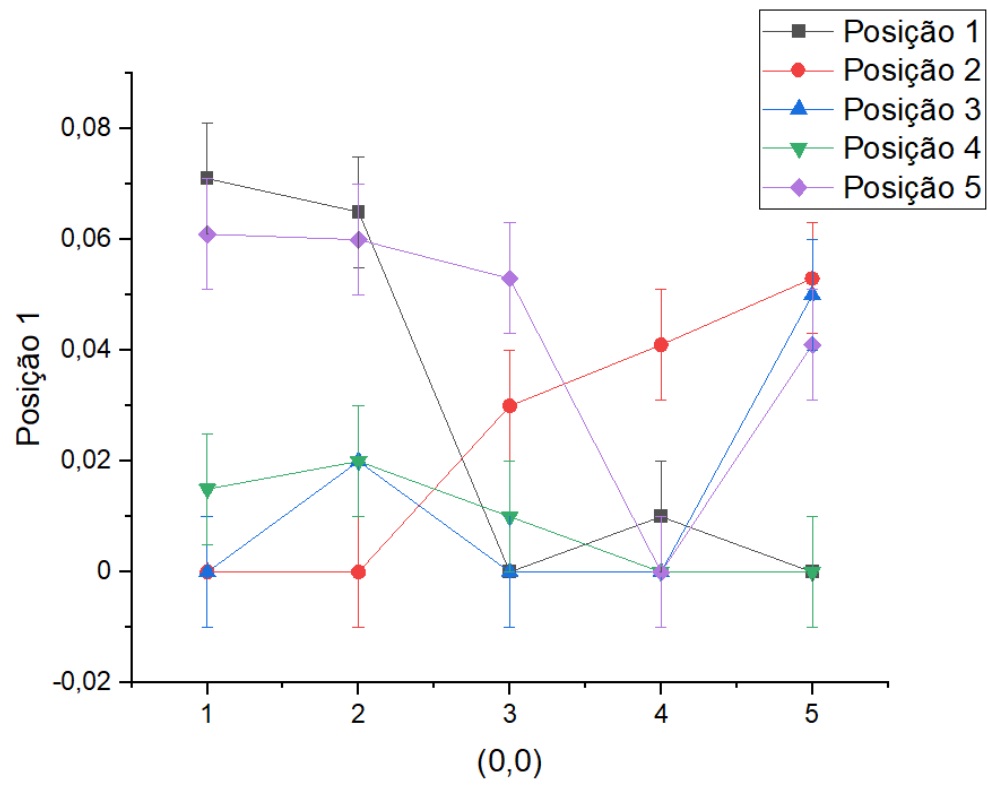 Posição 1
Posição 2
Posição 3
Posição 4
Posição 5
0,08
0,06
0,04
0,02
0
-0,02
Posição 1
1 2 3 4 5
(0,0)